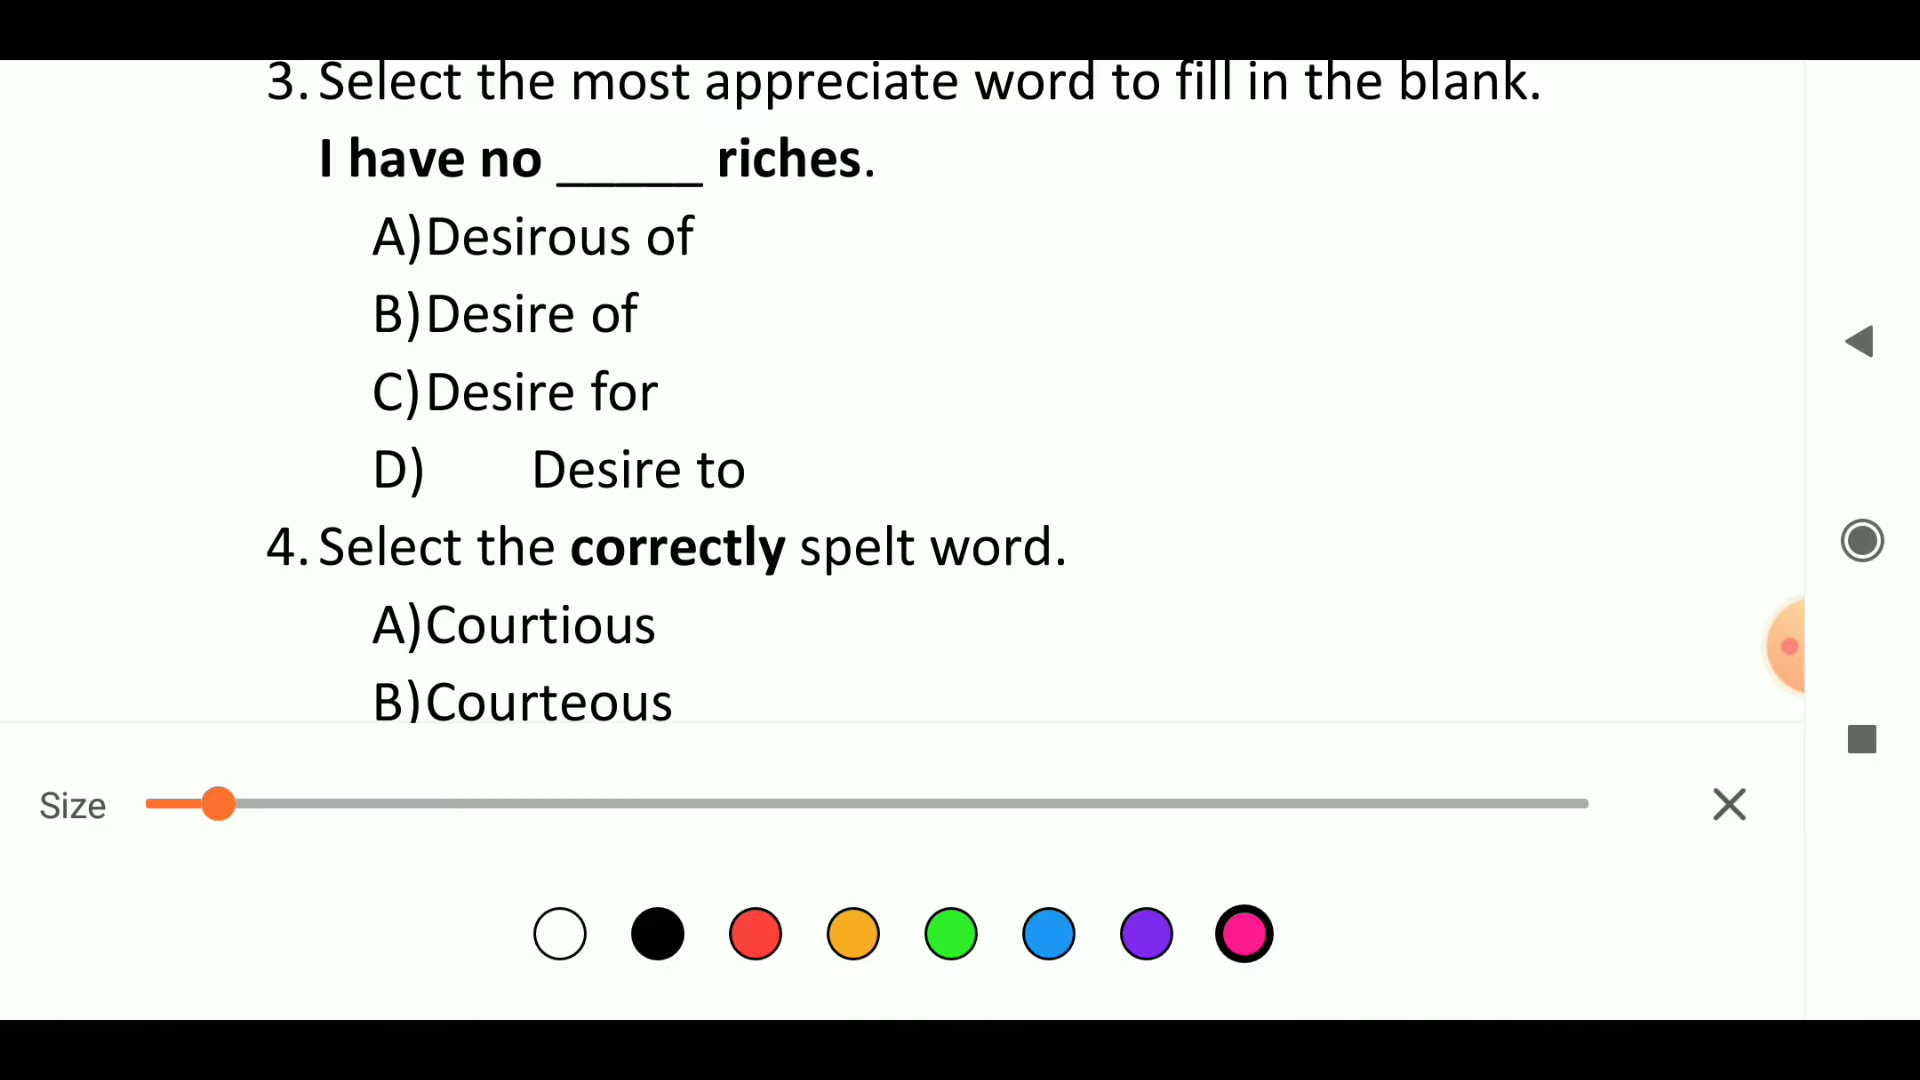 3. Select the most appreciate word to fill in the blank.
I have no _____ riches.
A)Desirous of
B)Desire of
C)Desire for
D) Desire to
4. Select the correctly spelt word.
A)Courtious
B)Courteous
Size